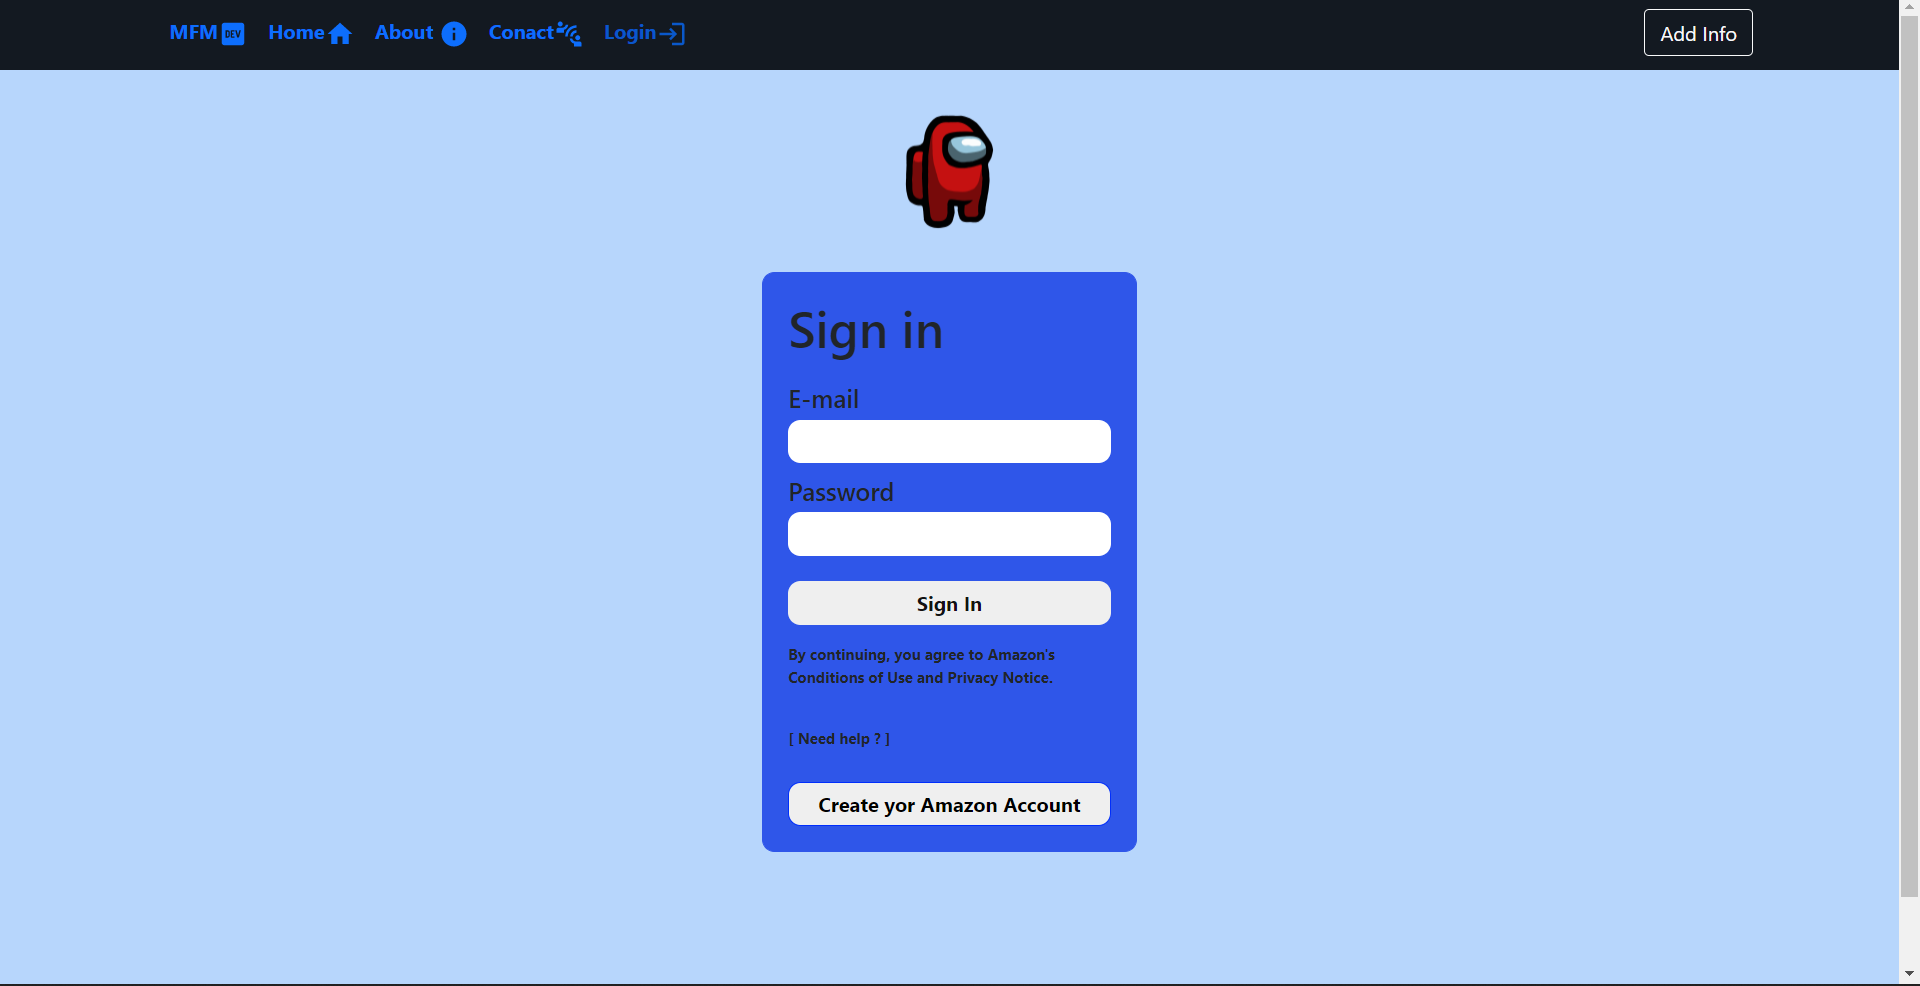 MFM DEV Home About Conact Login Add Info
Sign in
E-mail
Password
Sign In
By continuing, you agree to Amazon's
Conditions of Use and Privacy Notice.
[ Need help ? ]
Create yor Amazon Account